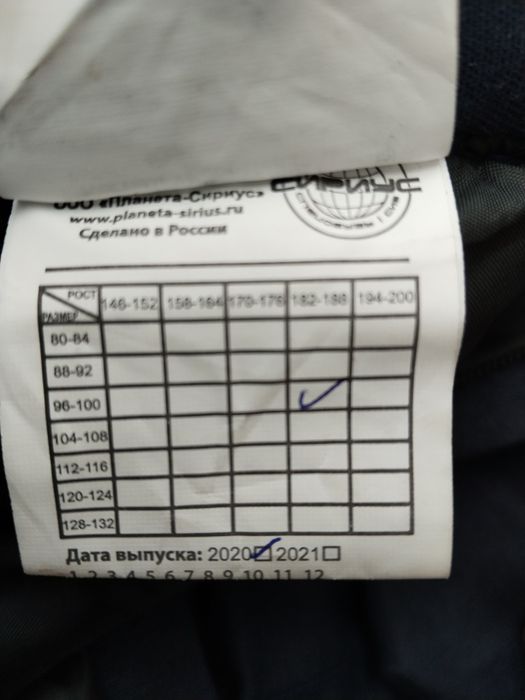 ООО «Планета-Сириус»
www.planeta-sirius.ru
Сделано в России
СИРИУС
РОСТ
РАЗМЕР
146-152 158-164 170-176 182-188 194-200
80-84
88-92
96-100
104-108
112-116
120-124
128-132
Дата выпуска: 2020 2021
1 2 3 4 5 6 7 8 9 10 11 12